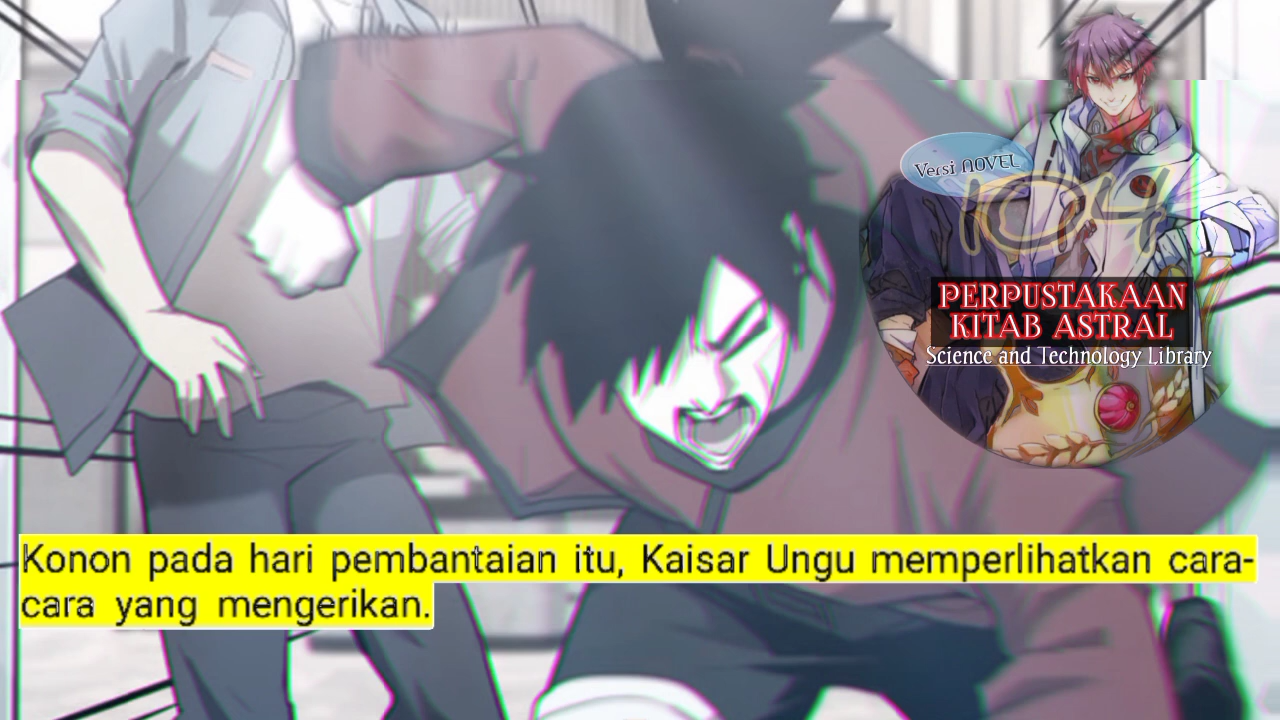 Versi NOVEL
104
PERPUSTAKAAN
KITAB ASTRAL
Science and Technology Library
Konon pada hari pembantaian itu, Kaisar Ungu memperlihatkan cara-
cara yang mengerikan.